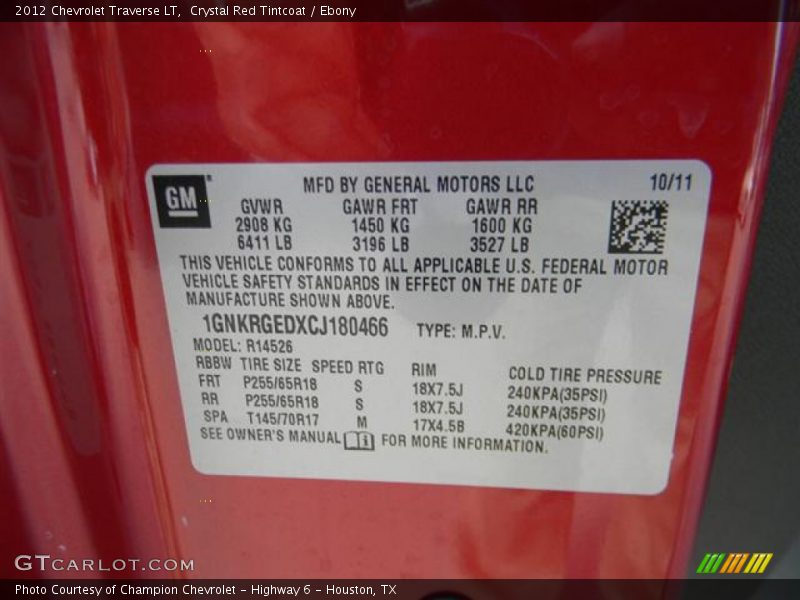 2012 Chevrolet Traverse LT,  Crystal Red Tintcoat / Ebony
GM
MFD BY GENERAL MOTORS LLC 10/11
GVWR GAWR FRT GAWR RR
2908 KG 1450 KG 1600 KG
6411 LB 3196 LB 3527 LB
THIS VEHICLE CONFORMS TO ALL APPLICABLE U.S. FEDERAL MOTOR
VEHICLE SAFETY STANDARDS IN EFFECT ON THE DATE OF
MANUFACTURE SHOWN ABOVE.
1GNKRGEDXCJ180466 TYPE: M.P.V.
MODEL: R14526
RBBW TIRE SIZE SPEED RTG RIM COLD TIRE PRESSURE
FRT P255/65R18 S 18X7.5J 240KPA(35PSI)
RR P255/65R18 S 18X7.5J 240KPA(35PSI)
SPA T145/70R17 M 17X4.5B 420KPA(60PSI)
SEE OWNER'S MANUAL FOR MORE INFORMATION.
GTCARLOT.COM
Photo Courtesy of Champion Chevrolet - Highway 6 - Houston, TX